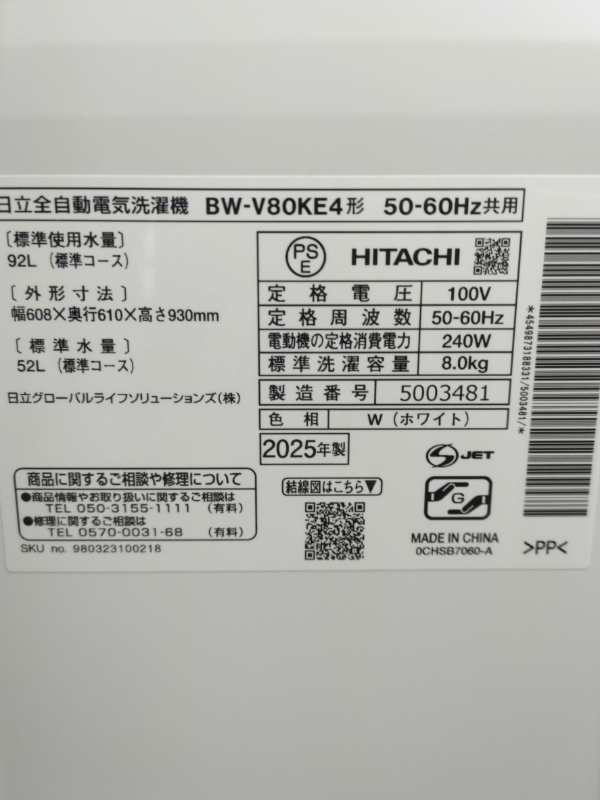 日立全自動電気洗濯機 BW-V80KE4形 50-60Hz共用
〔標準使用水量〕
92L（標準コース）
〔外形寸法〕
幅608×奥行610×高さ930mm
〔標準水量〕
52L（標準コース）
日立グローバルライフソリューションズ(株)
PS
E
HITACHI
定格電圧 100V
定格周波数 50-60Hz
電動機の定格消費電力 240W
標準洗濯容量 8.0kg
製造番号 5003481
色相 W（ホワイト）
2025年製
S JET
商品に関するご相談や修理について
●商品情報やお取り扱いに関するご相談は
TEL 050-3155-1111 （有料）
●修理に関するご相談は
TEL 0570-0031-68 （有料）
SKU no. 980323100218
結線図はこちら▼
G
MADE IN CHINA
0CHSB7060-A
>PP<
*4549873188331/5003481/*